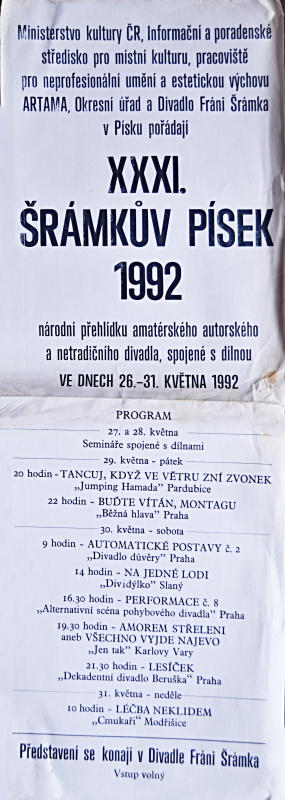 Ministerstvo kultury ČR, Informační a poradenské
středisko pro místní kulturu, pracoviště
pro neprofesionální umění a estetickou výchovu
ARTAMA, Okresní úřad a Divadlo Fráni Šrámka
v Písku pořádají
XXXI.
ŠRÁMKŮV PÍSEK
1992
národní přehlídku amatérského autorského
a netradičního divadla, spojené s dílnou
VE DNECH 26.-31. KVĚTNA 1992
PROGRAM
27. a 28. května
Semináře spojené s dílnami
29. května - pátek
20 hodin - TANCUJ, KDYŽ VE VĚTRU ZNÍ ZVONEK
„Jumping Hamada" Pardubice
22 hodin - BUĎTE VÍTÁN, MONTAGU
„Běžná hlava" Praha
30. května - sobota
9 hodin - AUTOMATICKÉ POSTAVY č. 2
„Divadlo důvěry" Praha
14 hodin - NA JEDNÉ LODI
„Dividýlko" Slaný
16.30 hodin - PERFORMACE č. 8
„Alternativní scéna pohybového divadla" Praha
19.30 hodin - AMOREM STŘELENI
aneb VŠECHNO VYJDE NAJEVO
„Jen tak" Karlovy Vary
21.30 hodin - LESÍČEK
„Dekadentní divadlo Beruška" Praha
31. května - neděle
10 hodin - LÉČBA NEKLIDEM
„Cmukaři" Modřišice
Představení se konají v Divadle Fráni Šrámka
Vstup volný